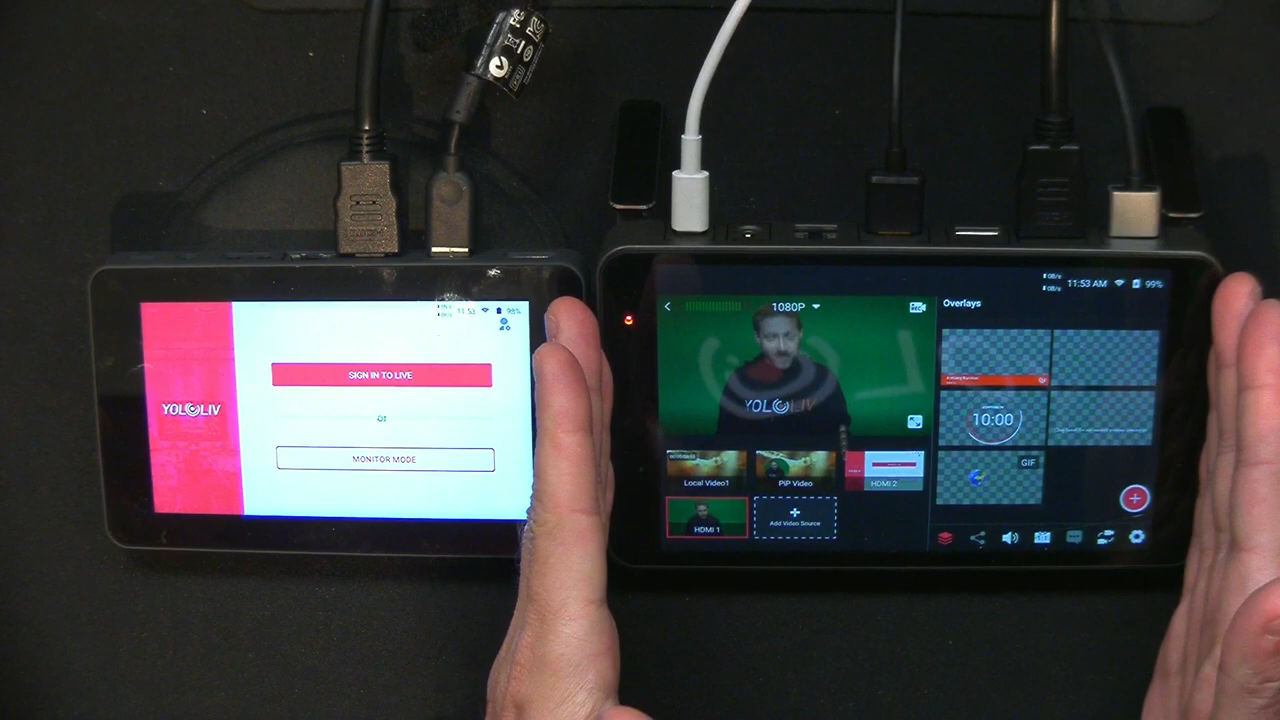 11:53
98%
SIGN IN TO LIVE
or
MONITOR MODE
YOLOLIV
11:53 AM
99%
1080P
Overlays
YOLOLIV
10:00
GIF
Local Video1
PiP Video
HDMI 2
HDMI 1
Add Video Source